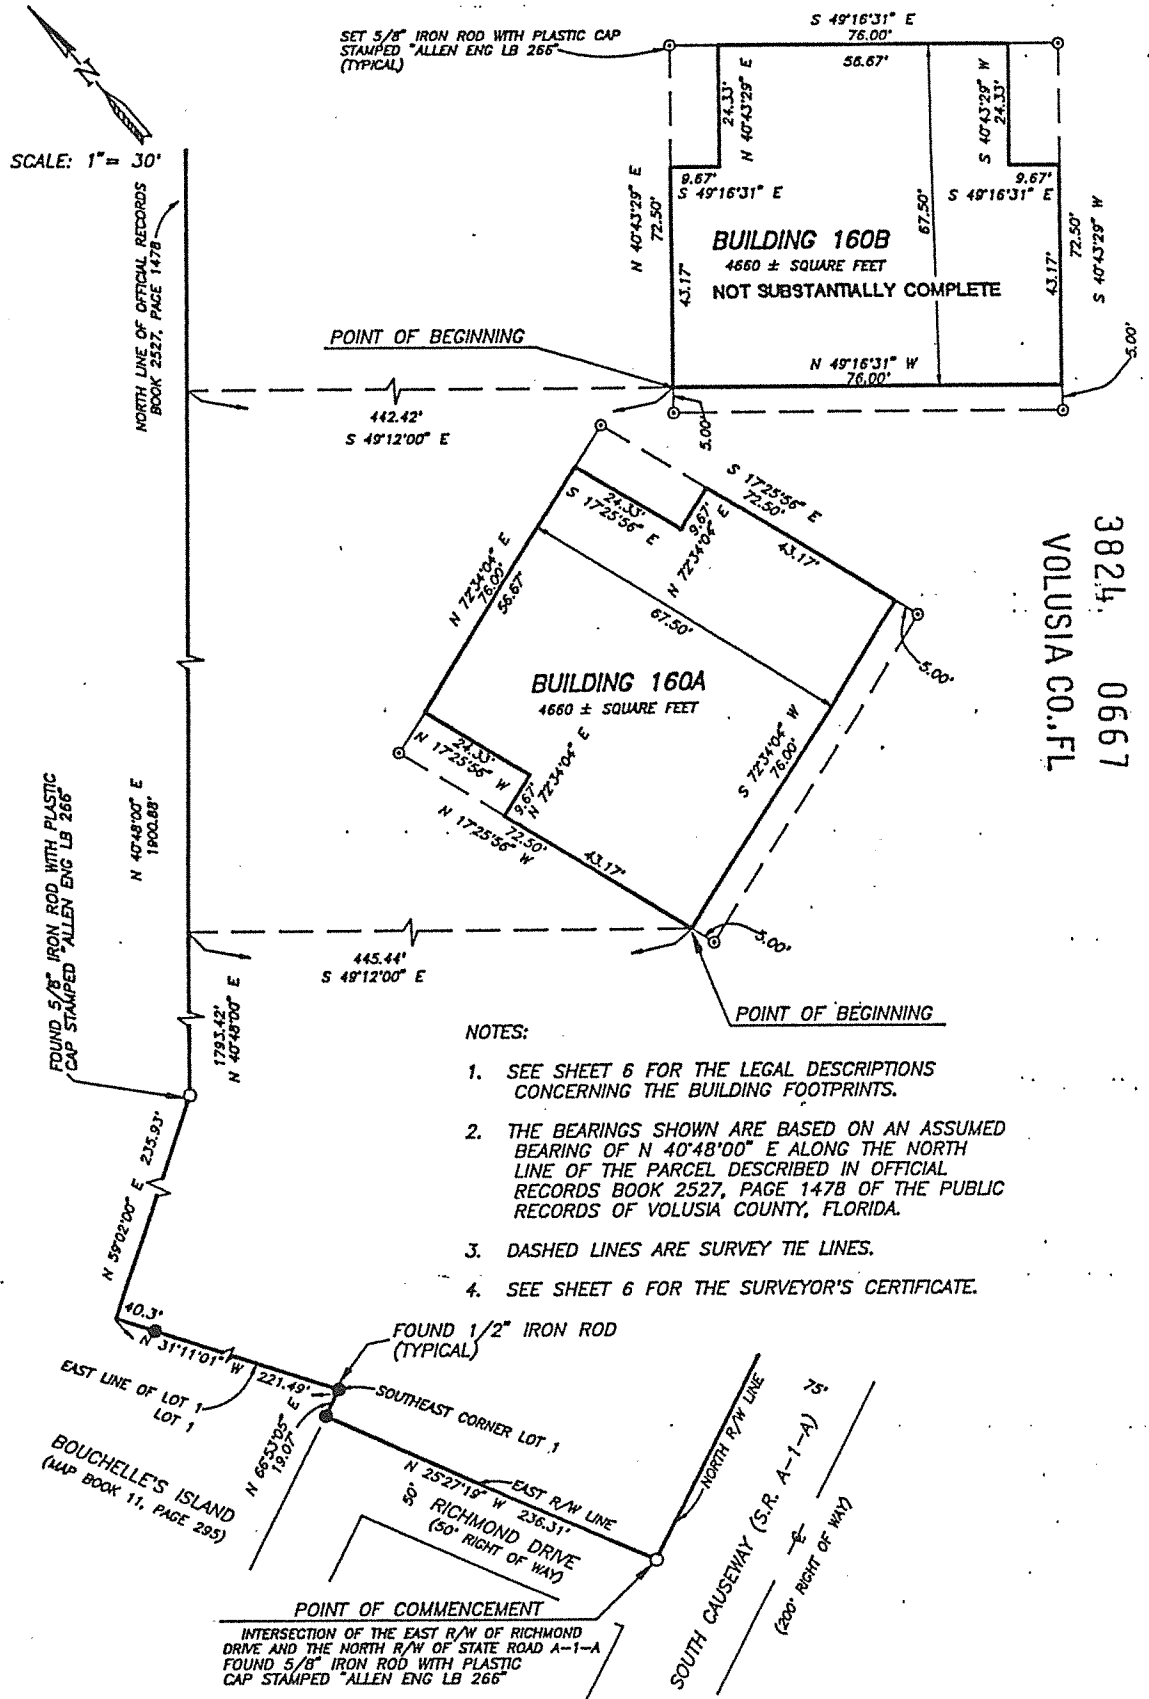 SET 5/8" IRON ROD WITH PLASTIC CAP
STAMPED "ALLEN ENG LB 266"
(TYPICAL)
S 49°16'31" E
76.00'
56.67'
N
SCALE: 1"= 30'
NORTH LINE OF OFFICIAL RECORDS
BOOK 2527, PAGE 1478
24.33'
N 40°43'29" E
S 40°43'29" W
24.33'
9.67'
S 49°16'31" E
9.67'
S 49°16'31" E
N 40°43'29" E
72.50'
43.17'
67.50'
43.17'
72.50'
S 40°43'29" W
BUILDING 160B
4660 ± SQUARE FEET
NOT SUBSTANTIALLY COMPLETE
N 49°16'31" W
76.00'
5.00'
5.00'
POINT OF BEGINNING
442.42'
S 49°12'00" E
S 17°25'56" E
72.50'
43.17'
24.33'
S 17°25'56" E
9.67'
N 72°34'04" E
N 72°34'04" E
76.00'
56.67'
67.50'
BUILDING 160A
4660 ± SQUARE FEET
5.00'
S 72°34'04" W
76.00'
24.33'
N 17°25'56" W
9.67'
N 72°34'04" E
72.50'
N 17°25'56" W
43.17'
5.00'
3824, 0667
VOLUSIA CO.,FL
N 40°48'00" E
1900.88'
445.44'
S 49°12'00" E
POINT OF BEGINNING
FOUND 5/8" IRON ROD WITH PLASTIC
CAP STAMPED "ALLEN ENG LB 266"
1793.42'
N 40°48'00" E
NOTES:
1. SEE SHEET 6 FOR THE LEGAL DESCRIPTIONS
CONCERNING THE BUILDING FOOTPRINTS.
2. THE BEARINGS SHOWN ARE BASED ON AN ASSUMED
BEARING OF N 40°48'00" E ALONG THE NORTH
LINE OF THE PARCEL DESCRIBED IN OFFICIAL
RECORDS BOOK 2527, PAGE 1478 OF THE PUBLIC
RECORDS OF VOLUSIA COUNTY, FLORIDA.
3. DASHED LINES ARE SURVEY TIE LINES.
4. SEE SHEET 6 FOR THE SURVEYOR'S CERTIFICATE.
N 59°02'00" E 235.93'
40.3'
N 31°11'01" W
221.49'
EAST LINE OF LOT 1
LOT 1
FOUND 1/2" IRON ROD
(TYPICAL)
SOUTHEAST CORNER LOT 1
N 66°53'05" E
19.07'
BOUCHELLE'S ISLAND
(MAP BOOK 11, PAGE 295)
N 25°27'19" W 236.31'
EAST R/W LINE
50'
RICHMOND DRIVE
(50' RIGHT OF WAY)
NORTH R/W LINE
75'
SOUTH CAUSEWAY (S.R. A-1-A)
℄
(200' RIGHT OF WAY)
POINT OF COMMENCEMENT
INTERSECTION OF THE EAST R/W OF RICHMOND
DRIVE AND THE NORTH R/W OF STATE ROAD A-1-A
FOUND 5/8" IRON ROD WITH PLASTIC
CAP STAMPED "ALLEN ENG LB 266"